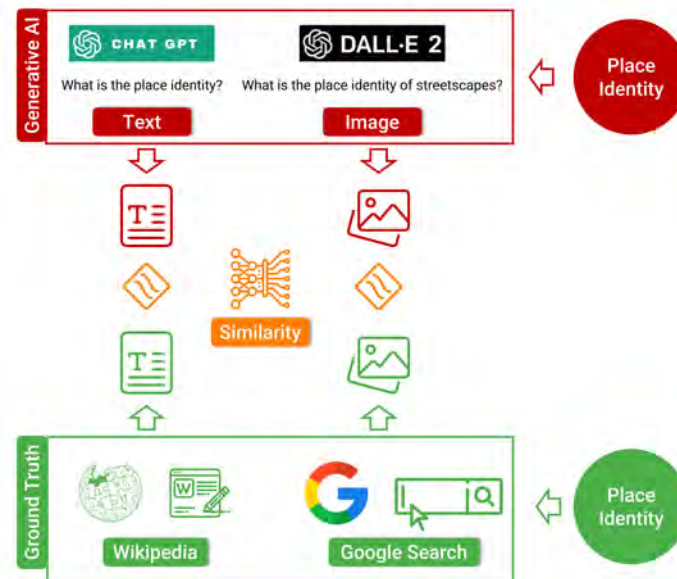 Generative AI
CHAT GPT
DALL·E 2
What is the place identity?
What is the place identity of streetscapes?
Text
Image
Place
Identity
T
T
Similarity
T
T
Ground Truth
W
G
Wikipedia
Google Search
Place
Identity